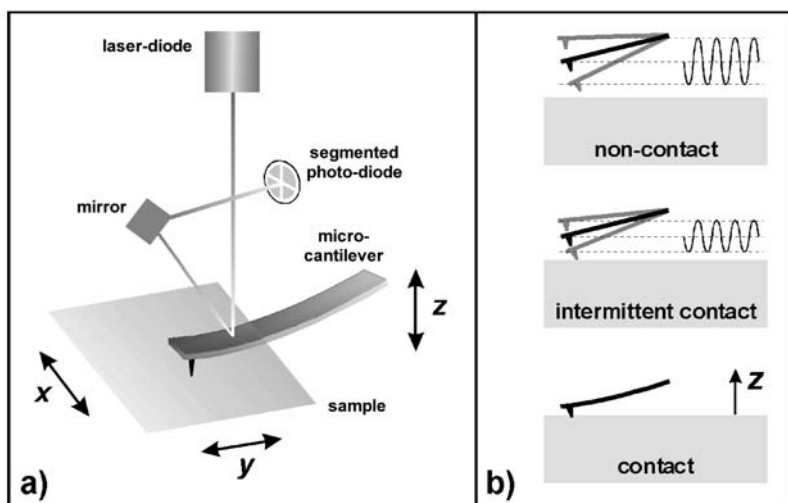 laser-diode
segmented
photo-diode
mirror
micro-
cantilever
z
x
sample
y
a)
non-contact
intermittent contact
z
contact
b)